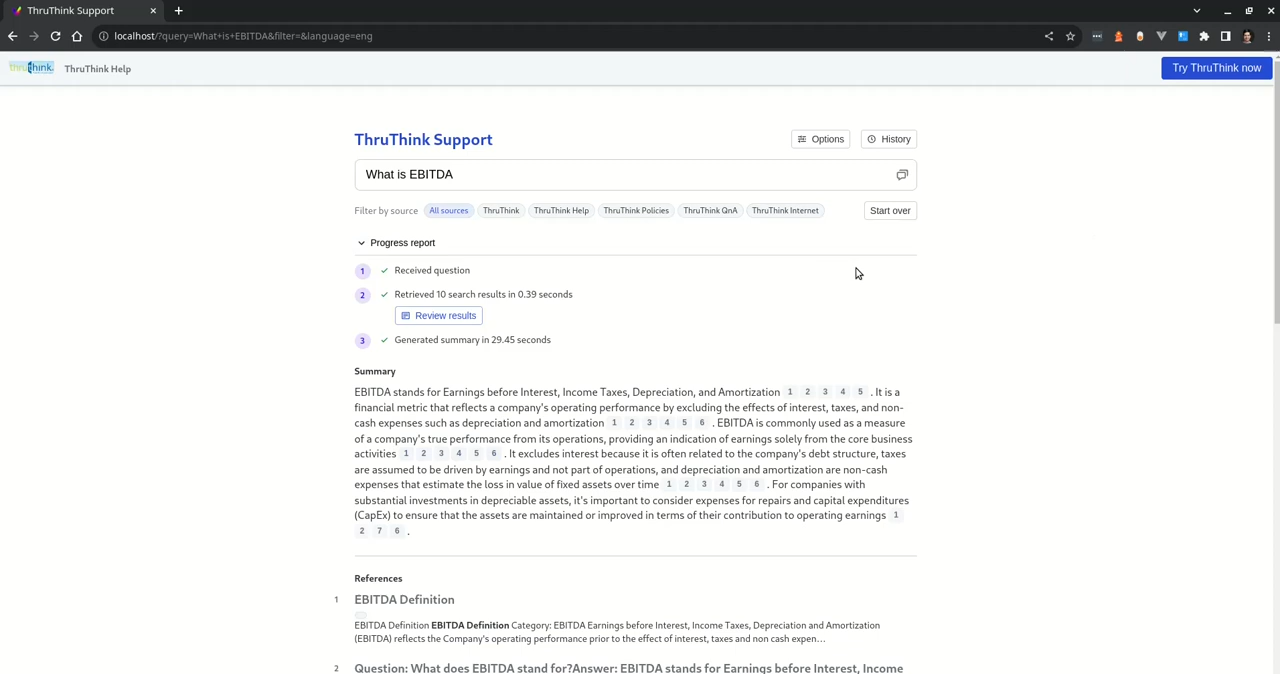 ThruThink Support
localhost/?query=What+is+EBITDA&filter=&language=eng
thruthink. ThruThink Help Try ThruThink now
ThruThink Support Options History
What is EBITDA
Filter by source All sources ThruThink ThruThink Help ThruThink Policies ThruThink QnA ThruThink Internet Start over
Progress report
1 Received question
2 Retrieved 10 search results in 0.39 seconds
Review results
3 Generated summary in 29.45 seconds
Summary
EBITDA stands for Earnings before Interest, Income Taxes, Depreciation, and Amortization 1 2 3 4 5 . It is a
financial metric that reflects a company's operating performance by excluding the effects of interest, taxes, and non-
cash expenses such as depreciation and amortization 1 2 3 4 5 6 . EBITDA is commonly used as a measure
of a company's true performance from its operations, providing an indication of earnings solely from the core business
activities 1 2 3 4 5 6 . It excludes interest because it is often related to the company's debt structure, taxes
are assumed to be driven by earnings and not part of operations, and depreciation and amortization are non-cash
expenses that estimate the loss in value of fixed assets over time 1 2 3 4 5 6 . For companies with
substantial investments in depreciable assets, it's important to consider expenses for repairs and capital expenditures
(CapEx) to ensure that the assets are maintained or improved in terms of their contribution to operating earnings 1
2 7 6 .
References
1 EBITDA Definition
EBITDA Definition EBITDA Definition Category: EBITDA Earnings before Interest, Income Taxes, Depreciation and Amortization
(EBITDA) reflects the Company's operating performance prior to the effect of interest, taxes and non cash expen…
2 Question: What does EBITDA stand for?Answer: EBITDA stands for Earnings before Interest, Income